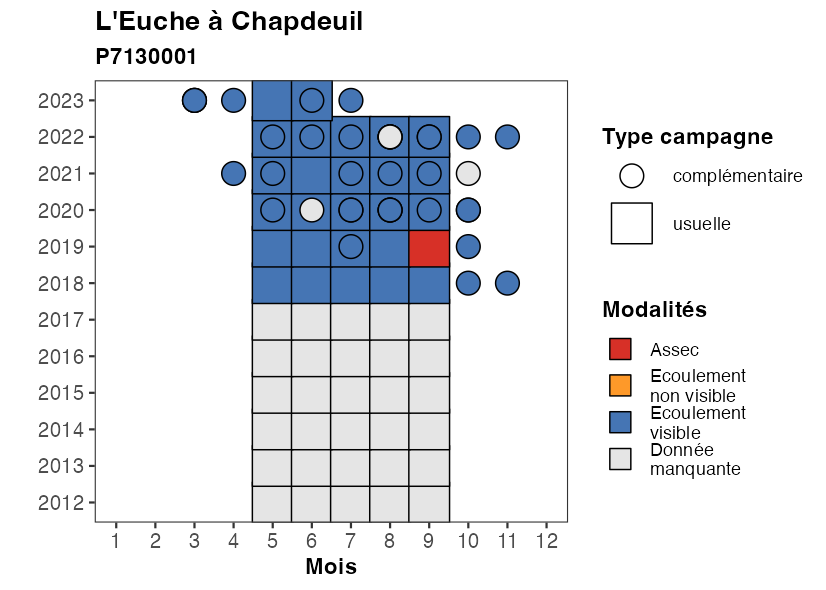 L'Euche à Chapdeuil
P7130001
2023
2022
2021
2020
2019
2018
2017
2016
2015
2014
2013
2012
1 2 3 4 5 6 7 8 9 10 11 12
Mois
Type campagne
complémentaire
usuelle
Modalités
Assec
Ecoulement
non visible
Ecoulement
visible
Donnée
manquante